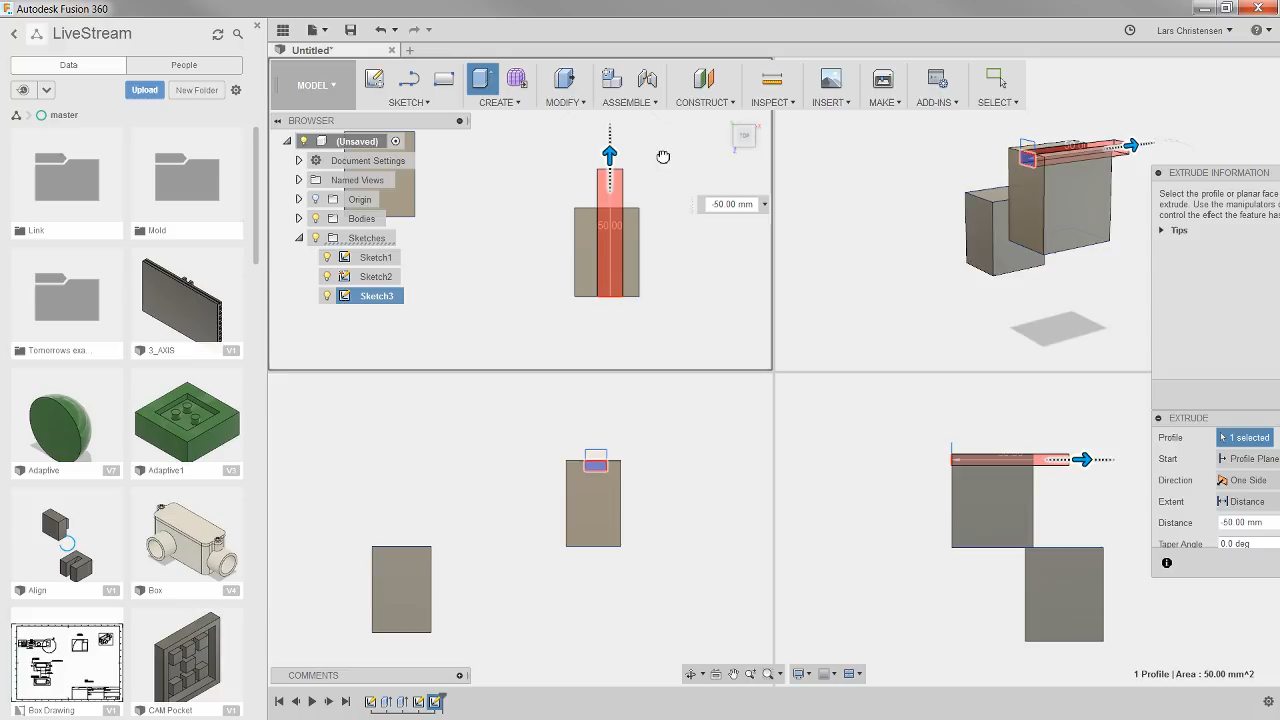 Autodesk Fusion 360
LiveStream
Data
People
Upload
New Folder
master
Link
Mold
Tomorrows exa...
3_AXIS
V1
Adaptive
V7
Adaptive1
V3
Align
V1
Box
V4
Box Drawing
V1
CAM Pocket
V1
Untitled*
Lars Christensen
MODEL
SKETCH
CREATE
MODIFY
ASSEMBLE
CONSTRUCT
INSPECT
INSERT
MAKE
ADD-INS
SELECT
BROWSER
(Unsaved)
Document Settings
Named Views
Origin
Bodies
Sketches
Sketch1
Sketch2
Sketch3
50.00
-50.00 mm
TOP
EXTRUDE INFORMATION
Select the profile or planar face
extrude. Use the manipulators
control the effect the feature ha
Tips
EXTRUDE
Profile
1 selected
Start
Profile Plane
Direction
One Side
Extent
Distance
Distance
-50.00 mm
Taper Angle
0.0 deg
COMMENTS
1 Profile | Area : 50.00 mm^2